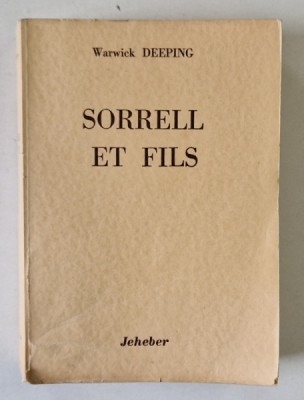 Warwick DEEPING
SORRELL
ET FILS
Jeheber